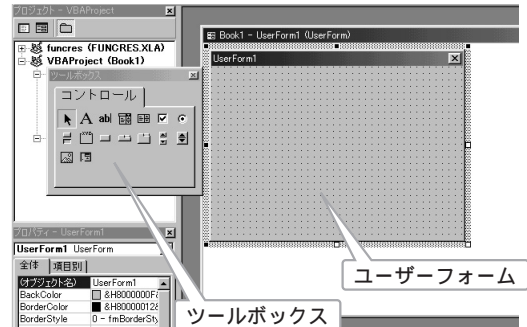 プロジェクト - VBAProject
funcres (FUNCRES.XLA)
VBAProject (Book1)
ツールボックス
コントロール
A ab|
XYZ
Book1 - UserForm1 (UserForm)
UserForm1
プロパティ - UserForm1
UserForm1 UserForm
全体 項目別
(オブジェクト名) UserForm1
BackColor &H8000000F&
BorderColor &H80000012&
BorderStyle 0 - fmBorderSty
ツールボックス
ユーザーフォーム